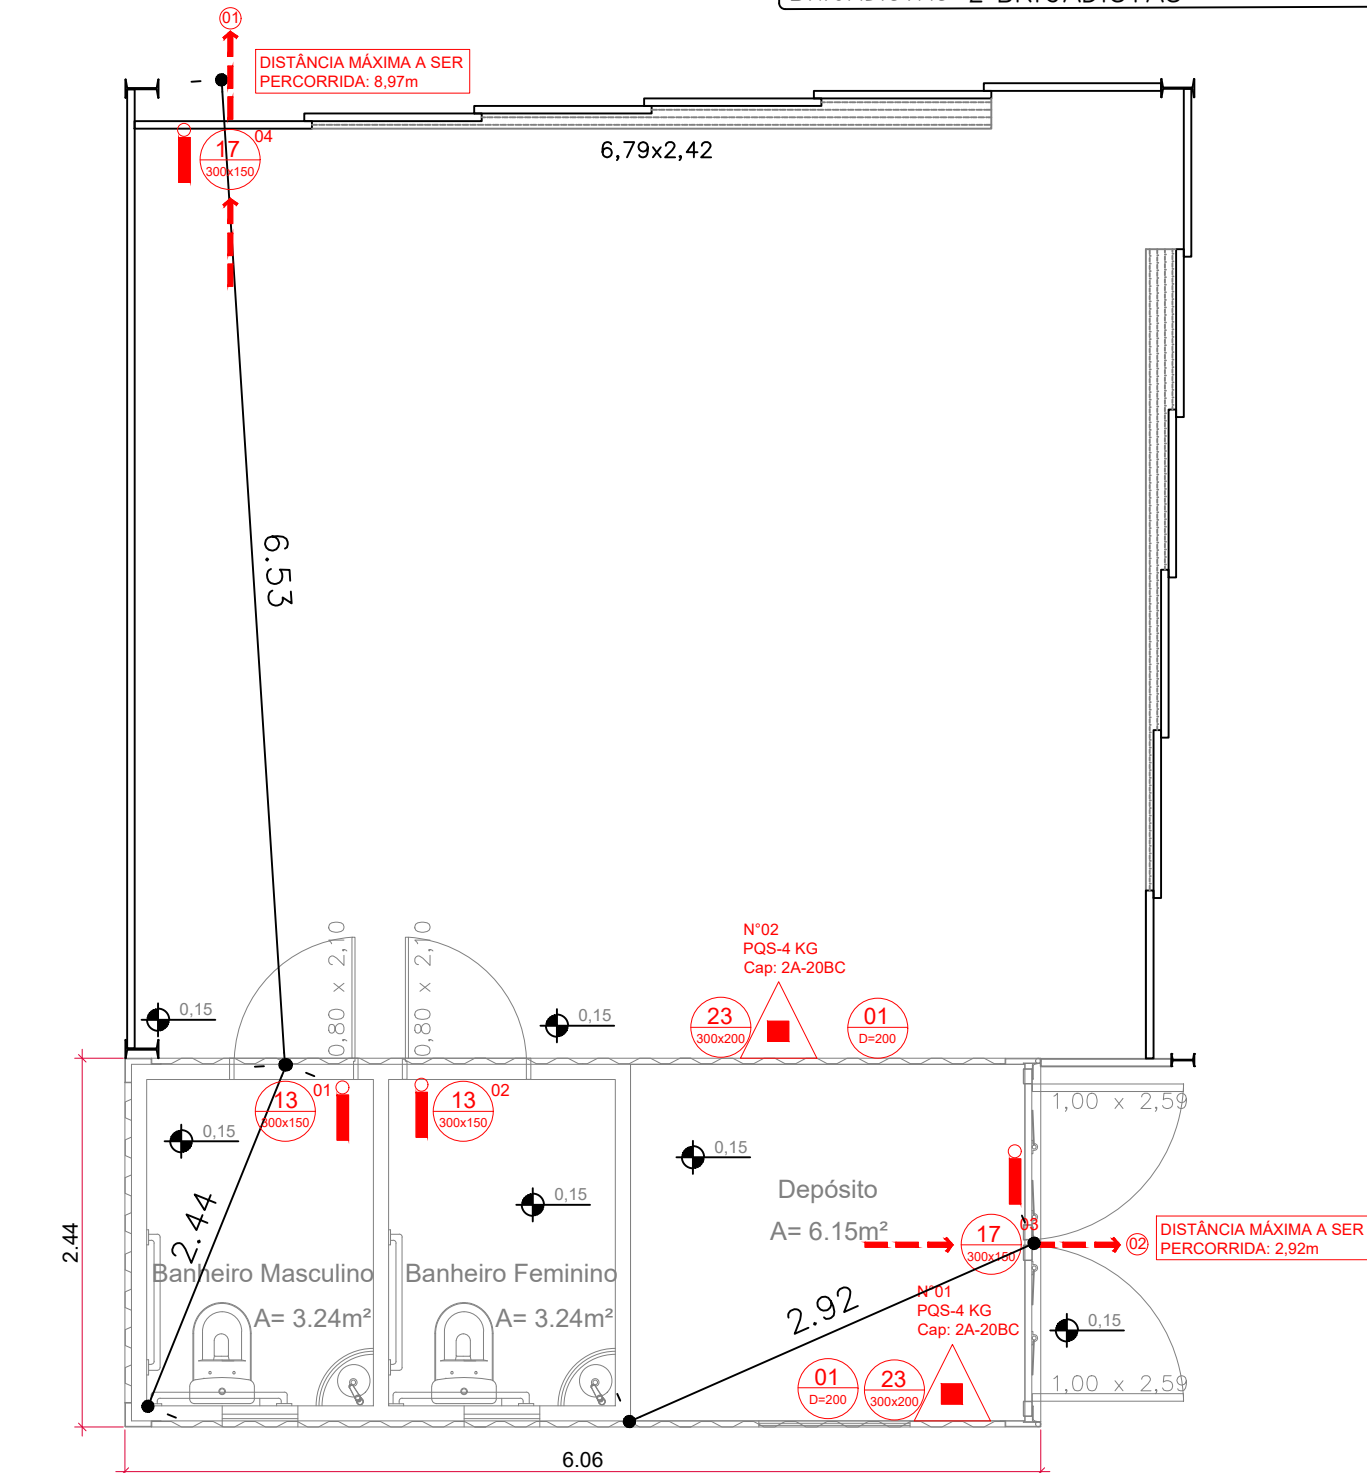 2 BRIGADISTAS
01
DISTÂNCIA MÁXIMA A SER
PERCORRIDA: 8,97m
04
17
300x150
6,79x2,42
6.53
N°02
PQS-4 KG
Cap: 2A-20BC
0,80 x 2,10
0,80 x 2,10
0,15
0,15
23
300x200
01
D=200
13
300x150
01
13
300x150
02
1,00 x 2,59
0,15
0,15
0,15
2.44
2.44
Depósito
A= 6.15m²
17
300x150
03
02
DISTÂNCIA MÁXIMA A SER
PERCORRIDA: 2,92m
Banheiro Masculino
A= 3.24m²
Banheiro Feminino
A= 3.24m²
2.92
N°01
PQS-4 KG
Cap: 2A-20BC
0,15
01
D=200
23
300x200
1,00 x 2,59
6.06